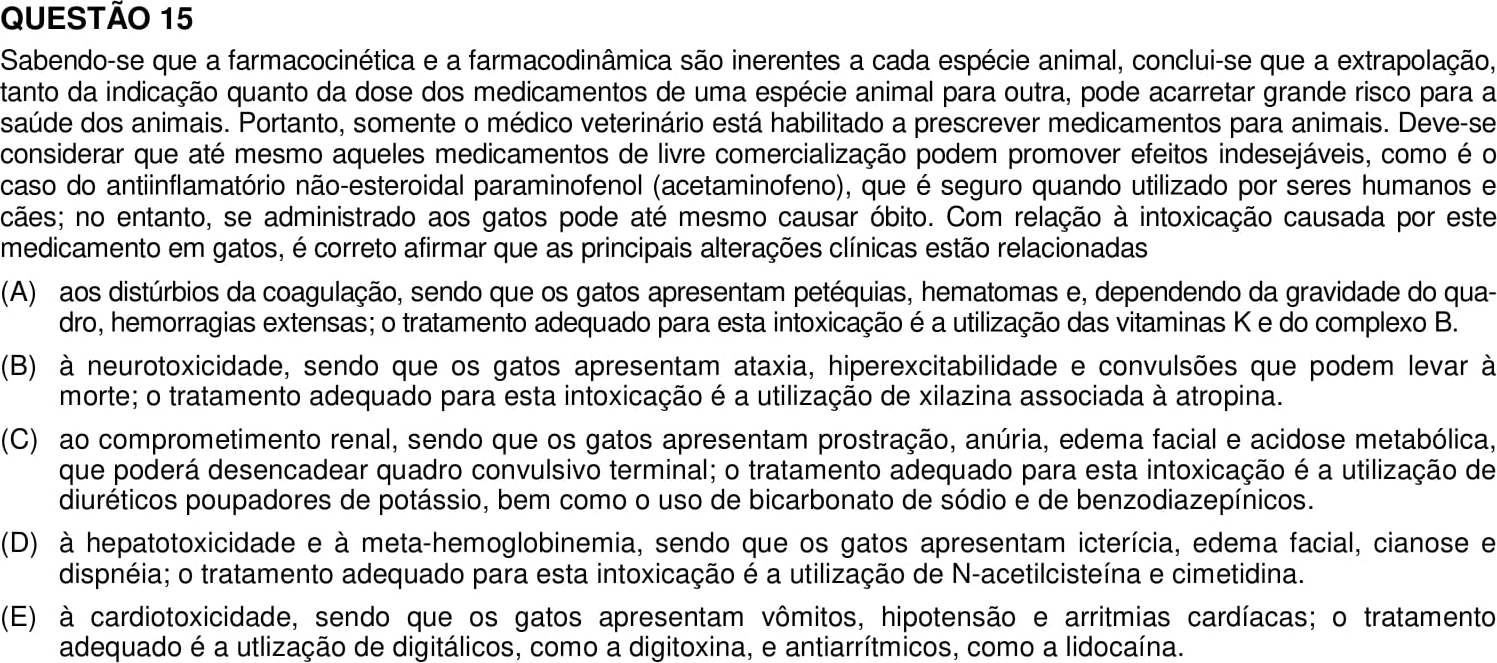 QUESTÃO 15
Sabendo-se que a farmacocinética e a farmacodinâmica são inerentes a cada espécie animal, conclui-se que a extrapolação,
tanto da indicação quanto da dose dos medicamentos de uma espécie animal para outra, pode acarretar grande risco para a
saúde dos animais. Portanto, somente o médico veterinário está habilitado a prescrever medicamentos para animais. Deve-se
considerar que até mesmo aqueles medicamentos de livre comercialização podem promover efeitos indesejáveis, como é o
caso do antiinflamatório não-esteroidal paraminofenol (acetaminofeno), que é seguro quando utilizado por seres humanos e
cães; no entanto, se administrado aos gatos pode até mesmo causar óbito. Com relação à intoxicação causada por este
medicamento em gatos, é correto afirmar que as principais alterações clínicas estão relacionadas
(A) aos distúrbios da coagulação, sendo que os gatos apresentam petéquias, hematomas e, dependendo da gravidade do qua-
dro, hemorragias extensas; o tratamento adequado para esta intoxicação é a utilização das vitaminas K e do complexo B.
(B) à neurotoxicidade, sendo que os gatos apresentam ataxia, hiperexcitabilidade e convulsões que podem levar à
morte; o tratamento adequado para esta intoxicação é a utilização de xilazina associada à atropina.
(C) ao comprometimento renal, sendo que os gatos apresentam prostração, anúria, edema facial e acidose metabólica,
que poderá desencadear quadro convulsivo terminal; o tratamento adequado para esta intoxicação é a utilização de
diuréticos poupadores de potássio, bem como o uso de bicarbonato de sódio e de benzodiazepínicos.
(D) à hepatotoxicidade e à meta-hemoglobinemia, sendo que os gatos apresentam icterícia, edema facial, cianose e
dispnéia; o tratamento adequado para esta intoxicação é a utilização de N-acetilcisteína e cimetidina.
(E) à cardiotoxicidade, sendo que os gatos apresentam vômitos, hipotensão e arritmias cardíacas; o tratamento
adequado é a utlização de digitálicos, como a digitoxina, e antiarrítmicos, como a lidocaína.